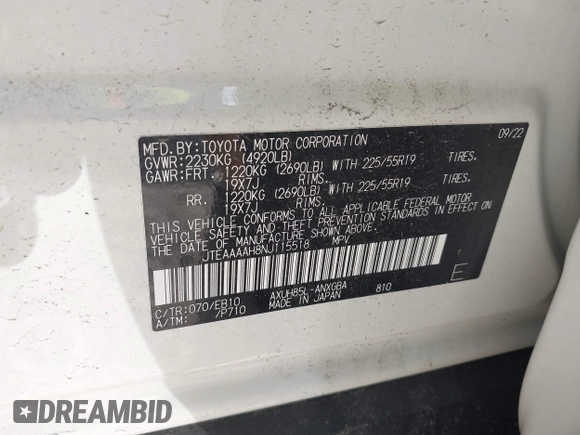 MFD.BY:TOYOTA MOTOR CORPORATION 09/22
GVWR:2230KG (4920LB)
GAWR:FRT. 1220KG (2690LB) WITH 225/55R19 TIRES.
19X7J RIMS.
RR. 1220KG (2690LB) WITH 225/55R19 TIRES.
19X7J RIMS.
THIS VEHICLE CONFORMS TO ALL APPLICABLE FEDERAL MOTOR
VEHICLE SAFETY AND THEFT PREVENTION STANDARDS IN EFFECT
ON THE DATE OF MANUFACTURE SHOWN ABOVE.
JTEAAAAH8NJ115518 MPV
E
C/TR:070/EB10 AXUH85L-ANXGBA 810
A/TM: /P710 MADE IN JAPAN
DREAMBID